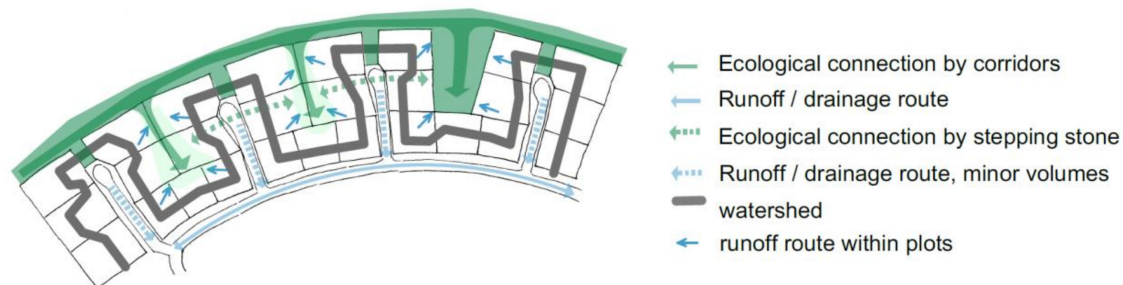 Ecological connection by corridors
Runoff / drainage route
Ecological connection by stepping stone
Runoff / drainage route, minor volumes
watershed
runoff route within plots